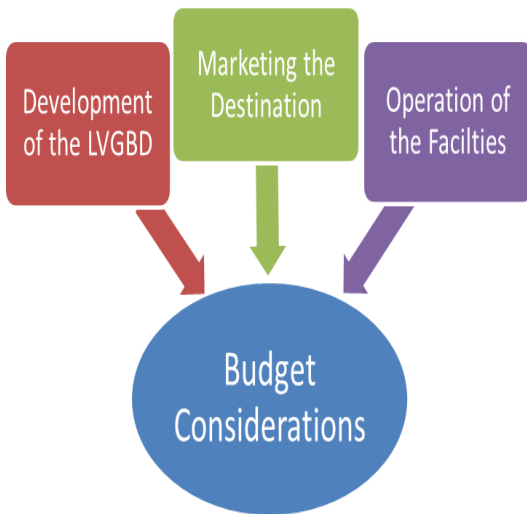 Development
of the LVGBD
Marketing the
Destination
Operation of
the Facilties
Budget
Considerations